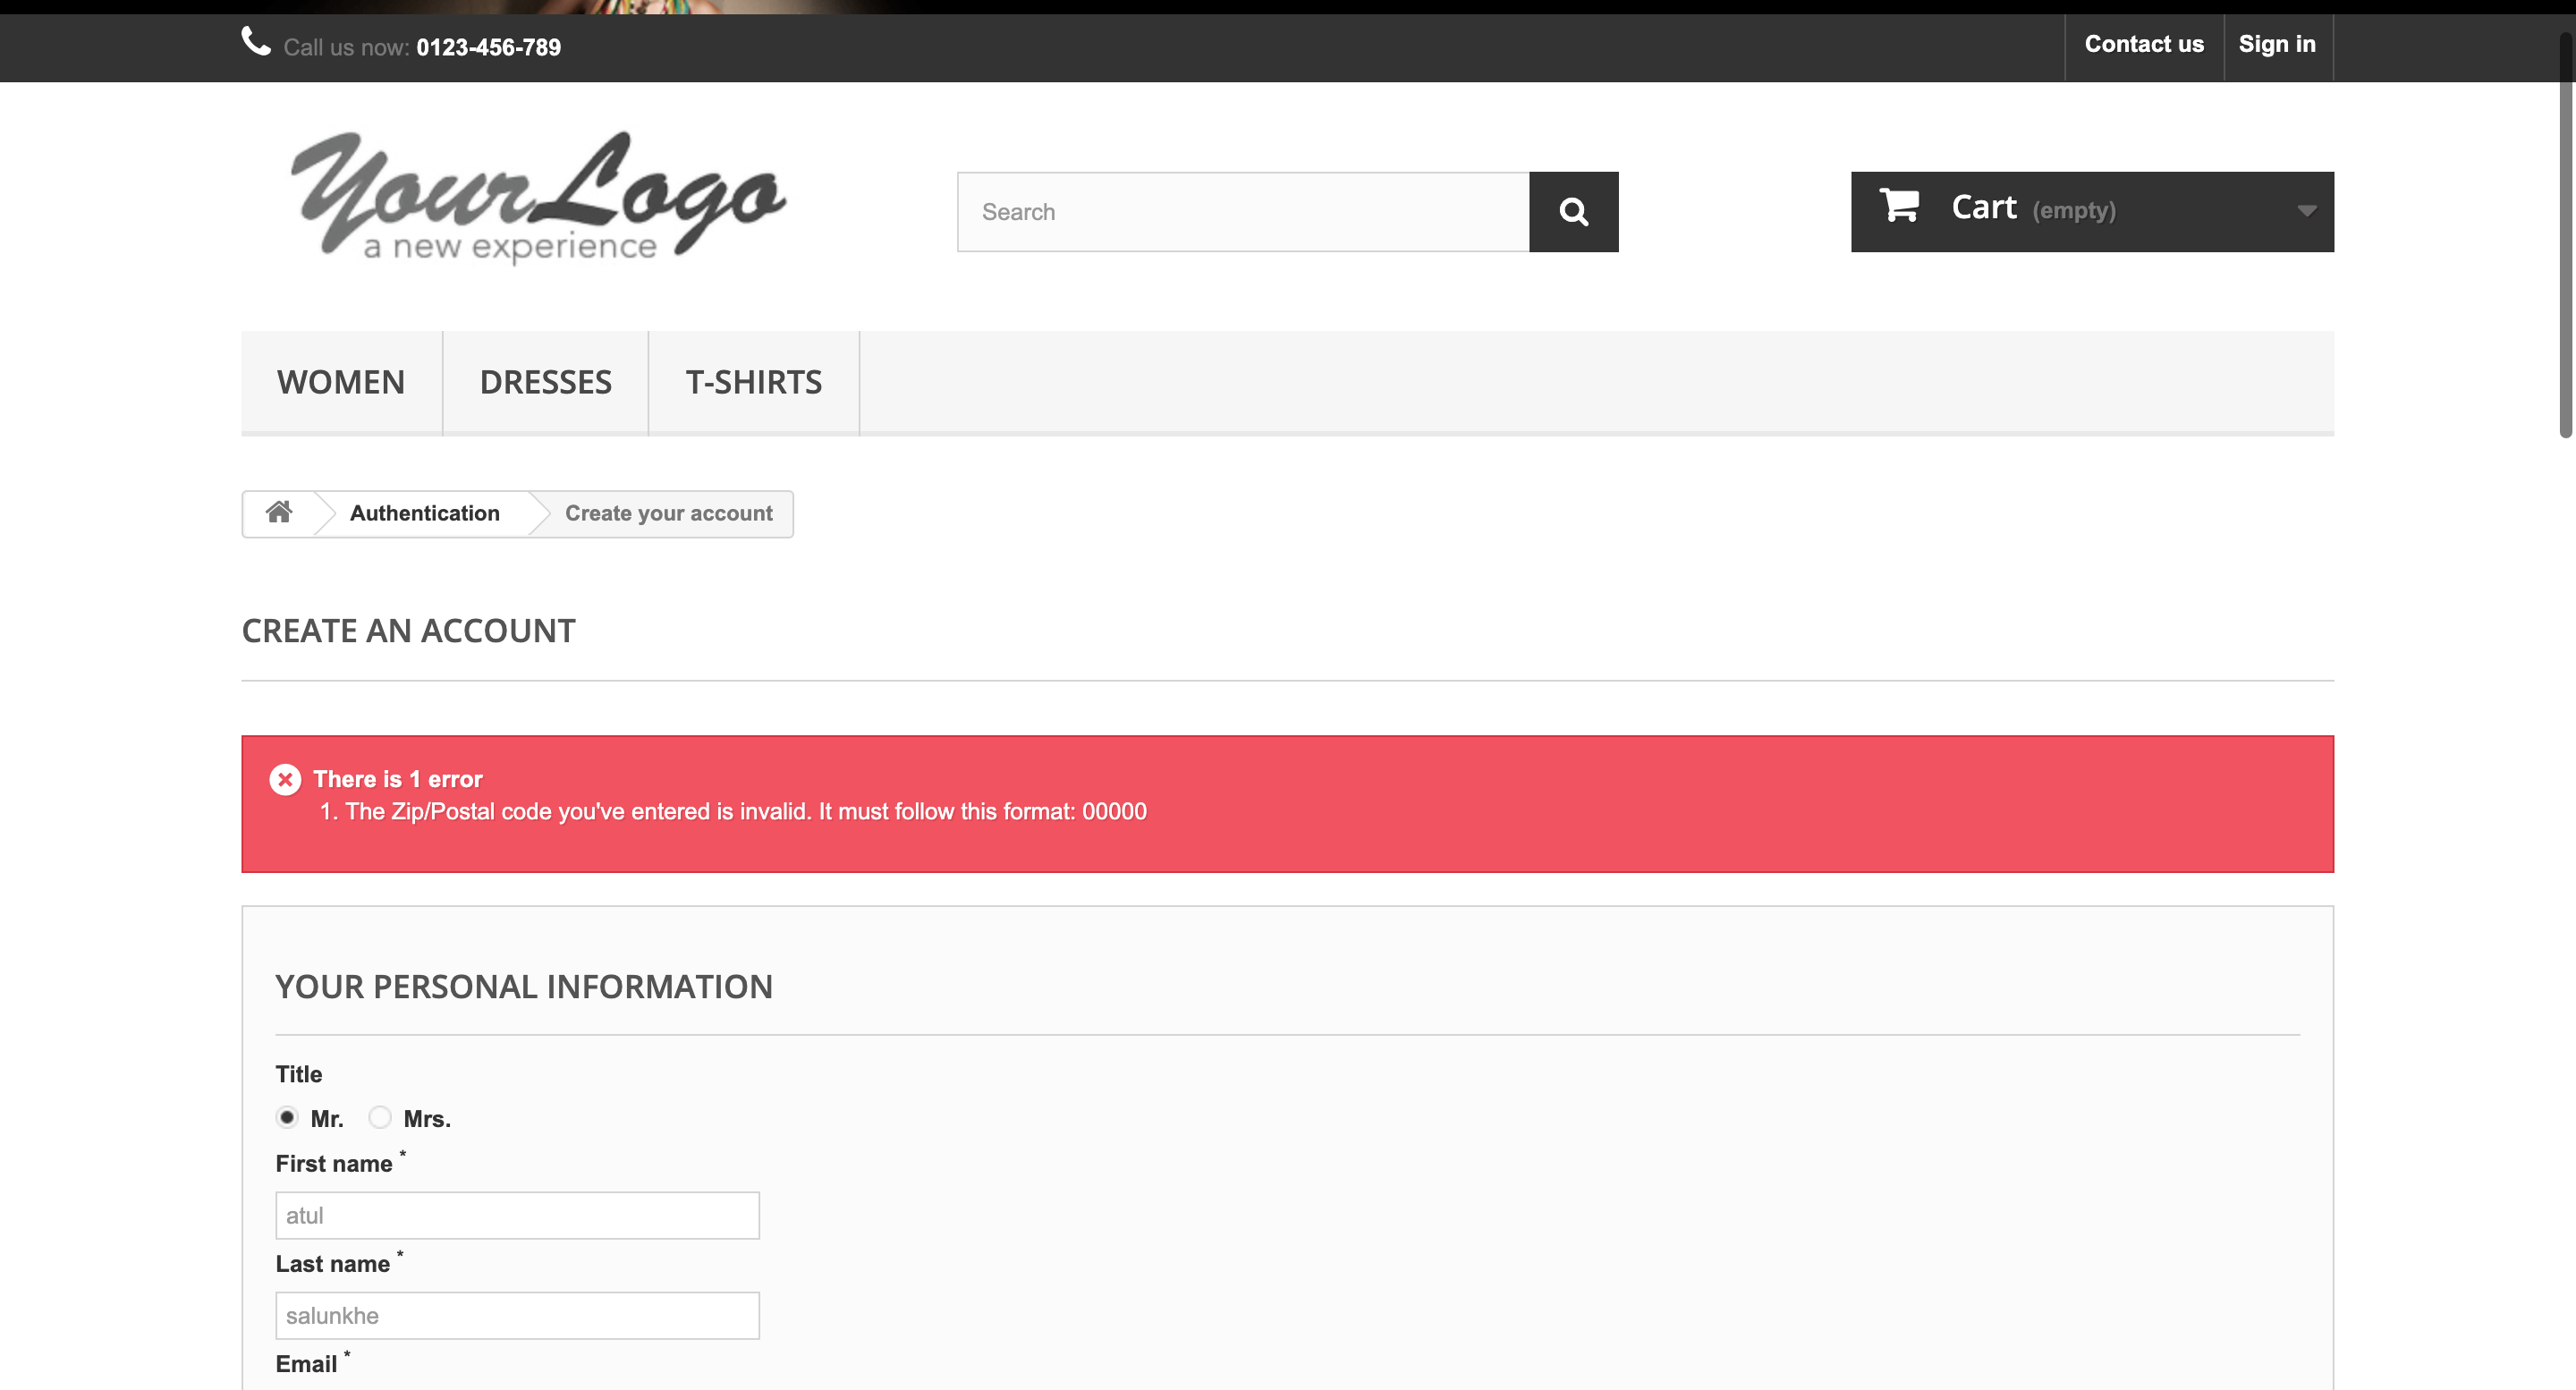 Call us now: 0123-456-789
Contact us
Sign in
Your Logo
a new experience
Search
Cart (empty)
WOMEN
DRESSES
T-SHIRTS
Authentication
Create your account
CREATE AN ACCOUNT
There is 1 error
1. The Zip/Postal code you've entered is invalid. It must follow this format: 00000
YOUR PERSONAL INFORMATION
Title
Mr.
Mrs.
First name *
atul
Last name *
salunkhe
Email *